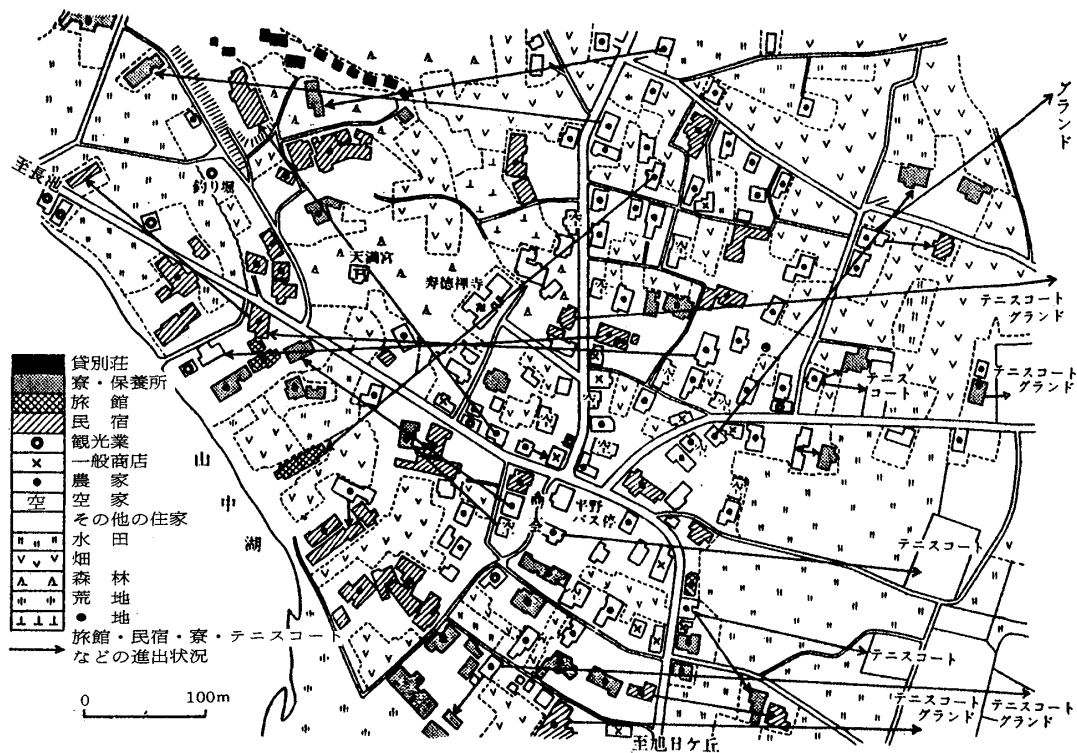 グランド
至長池
釣り堀
天満宮
寿徳禅寺
テニスコート
グランド
テニスコート
グランド
テニス
コート
貸別荘
寮・保養所
旅館
民宿
観光業
一般商店
農家
空 空家
その他の住家
水田
畑
森林
荒地
地
旅館・民宿・寮・テニスコート
などの進出状況
0 100m
山中湖
平野
バス停
テニスコート
テニスコート
テニスコート
グランド
テニスコート
グランド
至旭日ケ丘